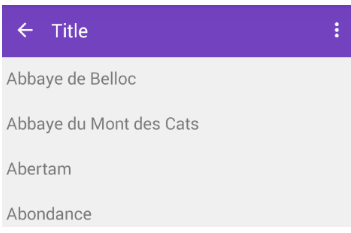 Title
Abbaye de Belloc
Abbaye du Mont des Cats
Abertam
Abondance